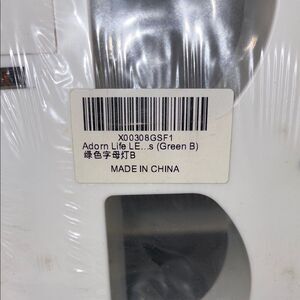 X00308GSF1
Adorn Life LE...s (Green B)
绿色字母灯B
MADE IN CHINA